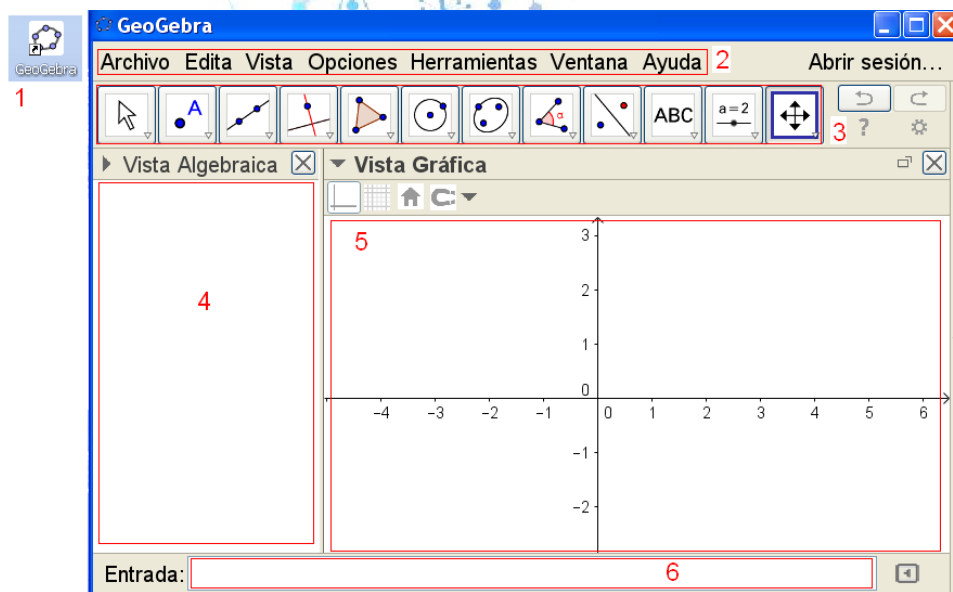 GeoGebra
1
GeoGebra
Archivo Edita Vista Opciones Herramientas Ventana Ayuda 2 Abrir sesión...
A α ABC a=2 3 ?
Vista Algebraica Vista Gráfica
4
5
3
2
1
0
-4 -3 -2 -1 0 1 2 3 4 5 6
-1
-2
Entrada: 6